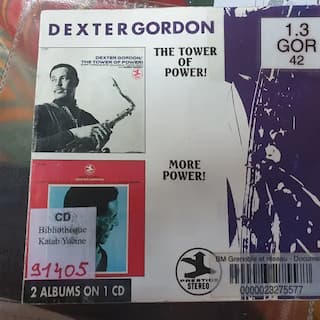 DEXTER GORDON
1.3
GOR
42
DEXTER GORDON/
THE TOWER OF POWER!
THE TOWER
OF POWER!
MORE
POWER!
CD
Bibliothèque
Kateb Yacine
91405
PRESTIGE
STEREO
BM Grenoble et réseau - Docume
0000023275577
2 ALBUMS ON 1 CD